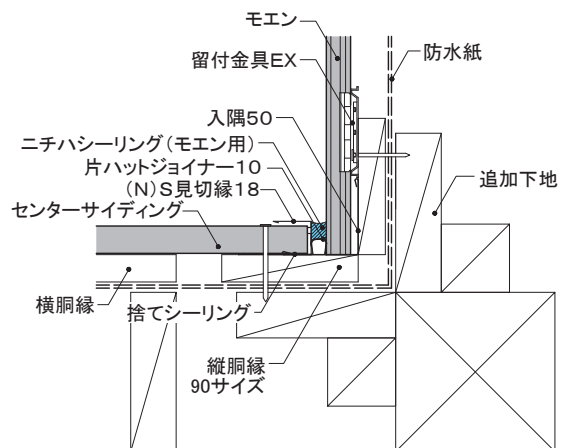 モエン
防水紙
留付金具EX
入隅50
ニチハシーリング（モエン用）
片ハットジョイナー10
（N）S見切縁18
追加下地
センターサイディング
横胴縁
捨てシーリング
縦胴縁
90サイズ